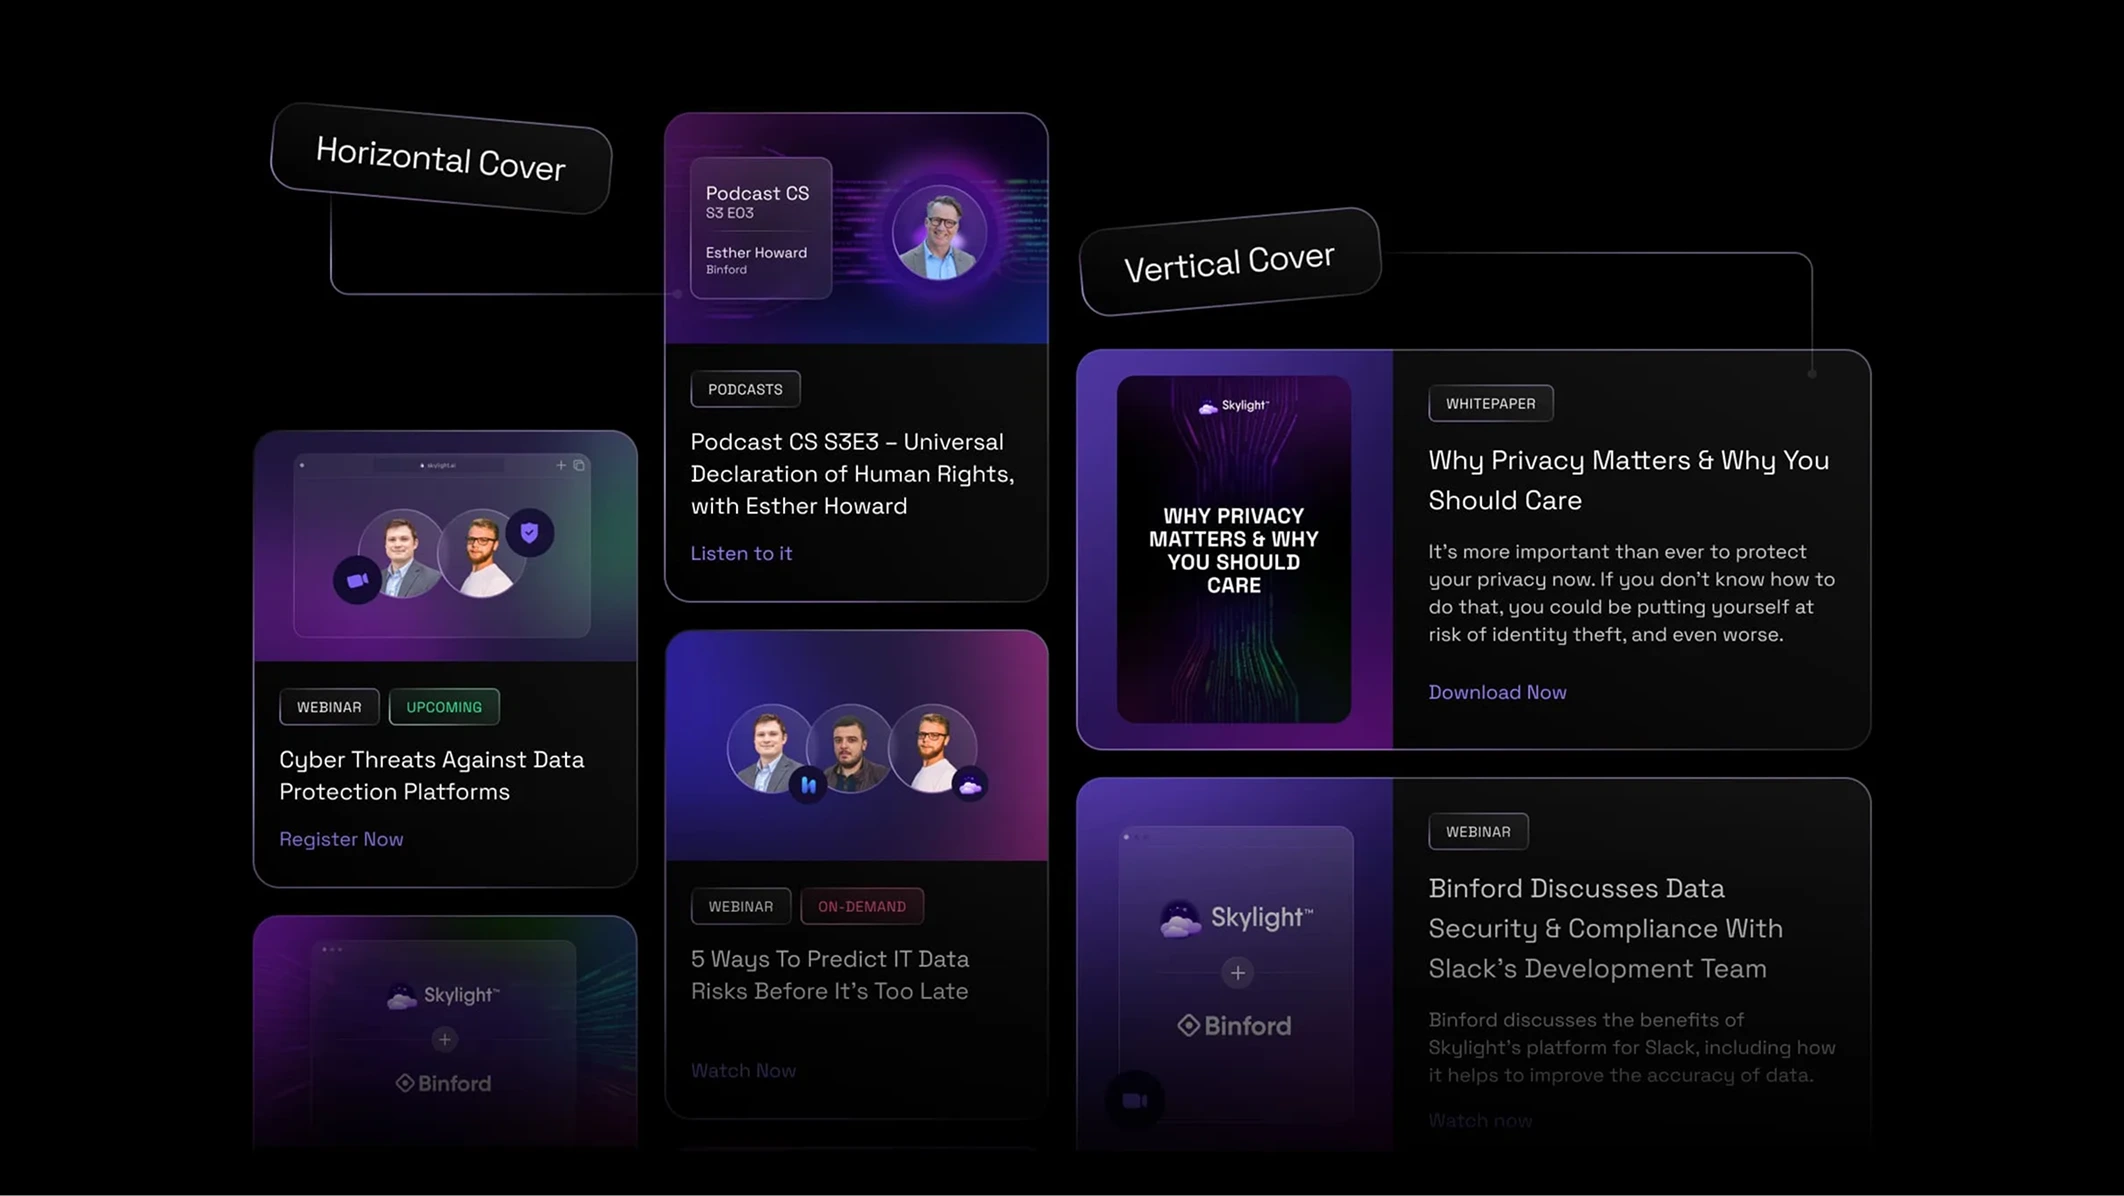 Horizontal Cover
Podcast CS
S3 E03
Esther Howard
Binford
PODCASTS
Podcast CS S3E3 – Universal
Declaration of Human Rights,
with Esther Howard
Listen to it
skylight.ai
WEBINAR
UPCOMING
Cyber Threats Against Data
Protection Platforms
Register Now
Skylight™
+
Binford
WEBINAR
ON-DEMAND
5 Ways To Predict IT Data
Risks Before It's Too Late
Watch Now
Vertical Cover
Skylight™
WHY PRIVACY
MATTERS & WHY
YOU SHOULD
CARE
WHITEPAPER
Why Privacy Matters & Why You
Should Care
It's more important than ever to protect
your privacy now. If you don't know how to
do that, you could be putting yourself at
risk of identity theft, and even worse.
Download Now
Skylight™
+
Binford
WEBINAR
Binford Discusses Data
Security & Compliance With
Slack's Development Team
Binford discusses the benefits of
Skylight's platform for Slack, including how
it helps to improve the accuracy of data.
Watch now